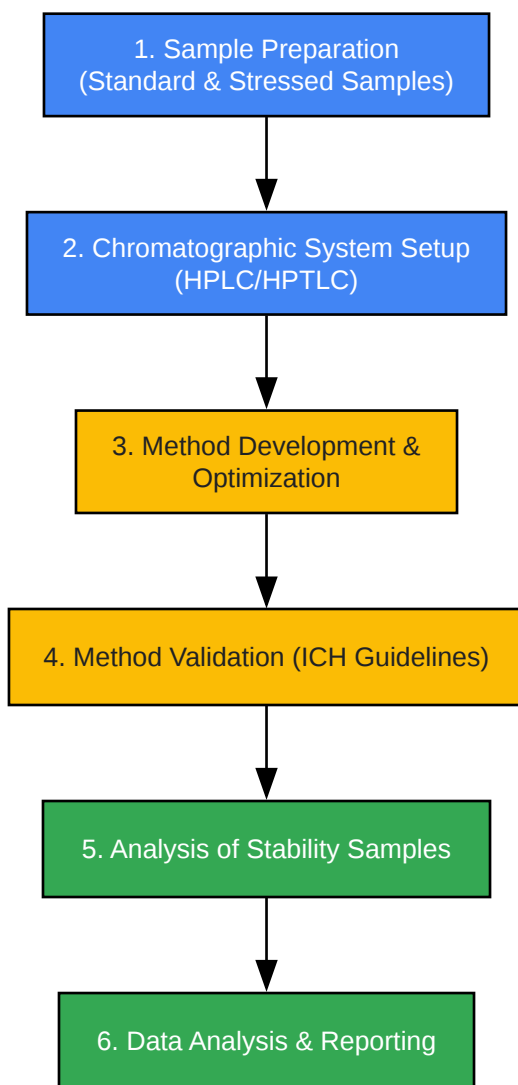 1. Sample Preparation
(Standard & Stressed Samples)
2. Chromatographic System Setup
(HPLC/HPTLC)
3. Method Development &
Optimization
4. Method Validation (ICH Guidelines)
5. Analysis of Stability Samples
6. Data Analysis & Reporting